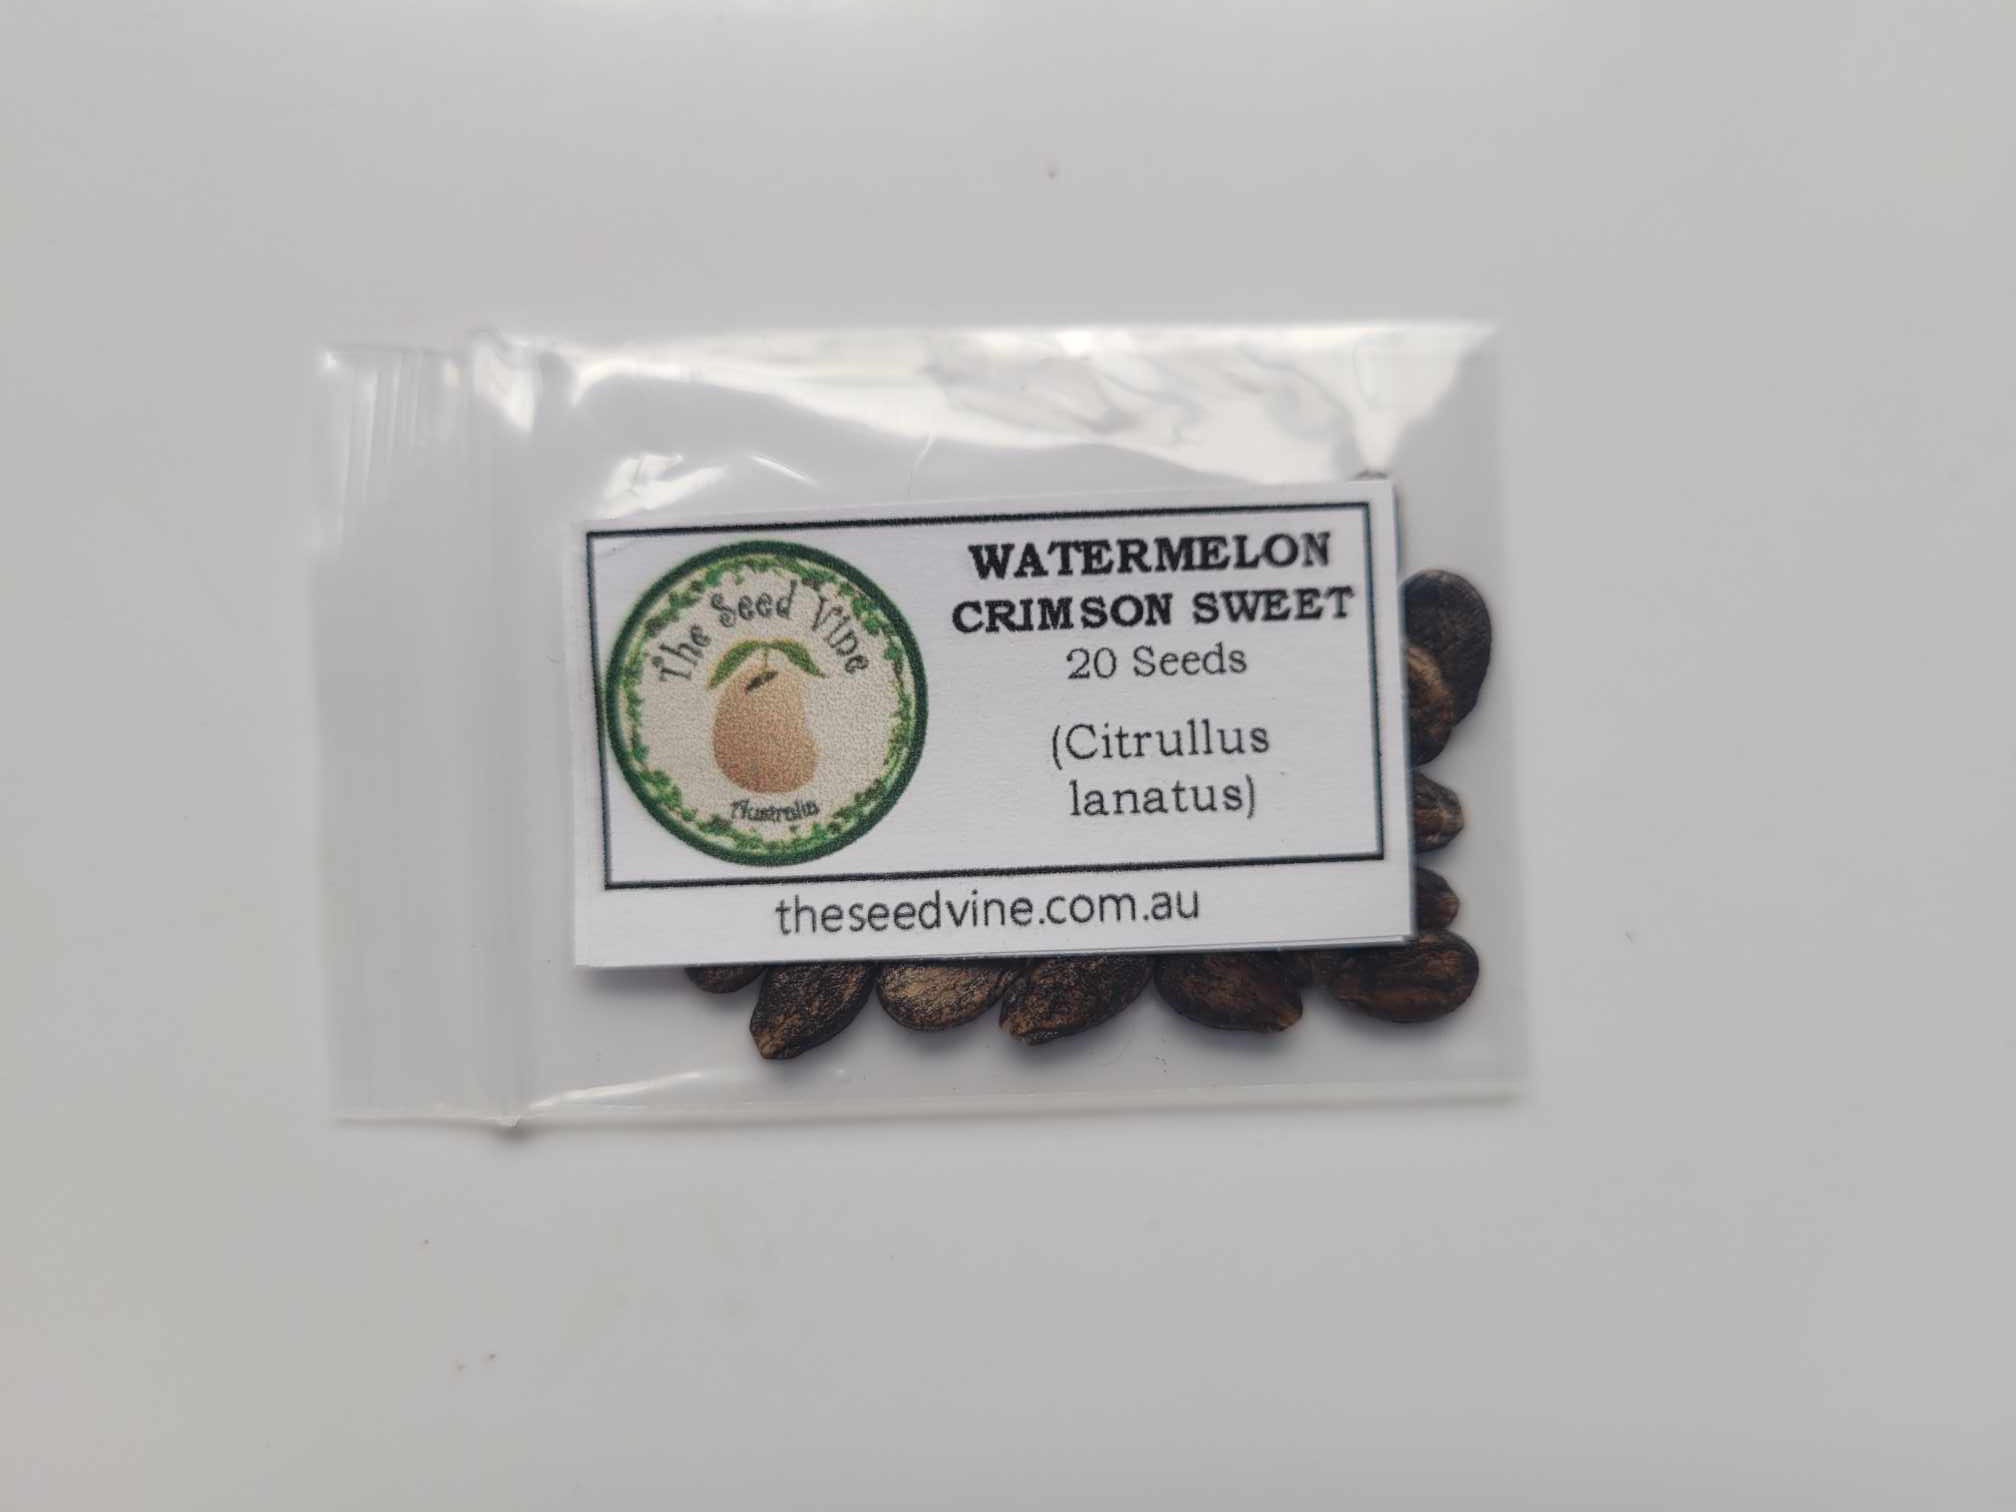 The Seed Vine
Australia
WATERMELON
CRIMSON SWEET
20 Seeds
(Citrullus
lanatus)
theseedvine.com.au